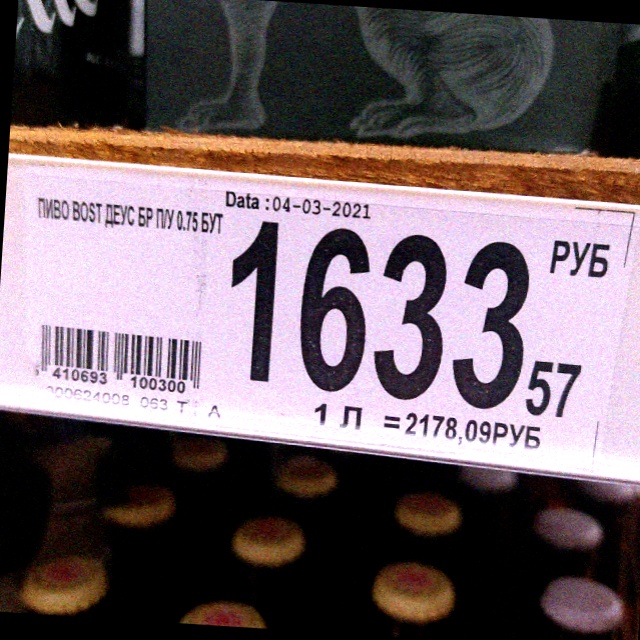 Data : 04-03-2021
ПИВО BOST ДЕУС БР П/У 0.75 БУТ
1633 57 РУБ
410693 100300
1 Л = 2178,09РУБ